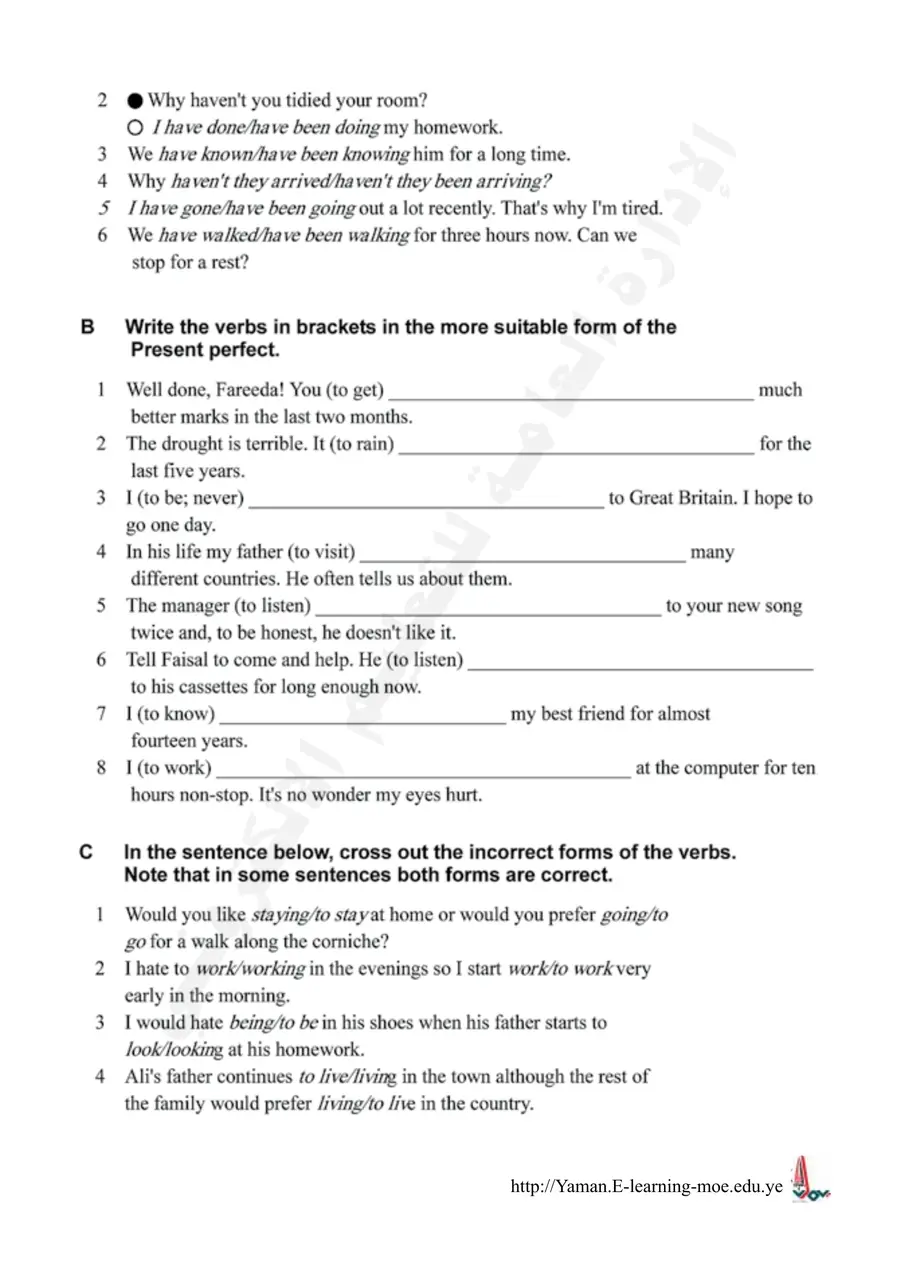 2 ● Why haven't you tidied your room?
○ I have done/have been doing my homework.
3 We have known/have been knowing him for a long time.
4 Why haven't they arrived/haven't they been arriving?
5 I have gone/have been going out a lot recently. That's why I'm tired.
6 We have walked/have been walking for three hours now. Can we
stop for a rest?
B Write the verbs in brackets in the more suitable form of the
Present perfect.
1 Well done, Fareeda! You (to get) ____________________ much
better marks in the last two months.
2 The drought is terrible. It (to rain) ____________________ for the
last five years.
3 I (to be; never) ____________________ to Great Britain. I hope to
go one day.
4 In his life my father (to visit) ____________________ many
different countries. He often tells us about them.
5 The manager (to listen) ____________________ to your new song
twice and, to be honest, he doesn't like it.
6 Tell Faisal to come and help. He (to listen) ____________________
to his cassettes for long enough now.
7 I (to know) ____________________ my best friend for almost
fourteen years.
8 I (to work) ____________________ at the computer for ten
hours non-stop. It's no wonder my eyes hurt.
C In the sentence below, cross out the incorrect forms of the verbs.
Note that in some sentences both forms are correct.
1 Would you like staying/to stay at home or would you prefer going/to
go for a walk along the corniche?
2 I hate to work/working in the evenings so I start work/to work very
early in the morning.
3 I would hate being/to be in his shoes when his father starts to
look/looking at his homework.
4 Ali's father continues to live/living in the town although the rest of
the family would prefer living/to live in the country.
الإدارة العامة للتعليم الالكتروني
http://Yaman.E-learning-moe.edu.ye